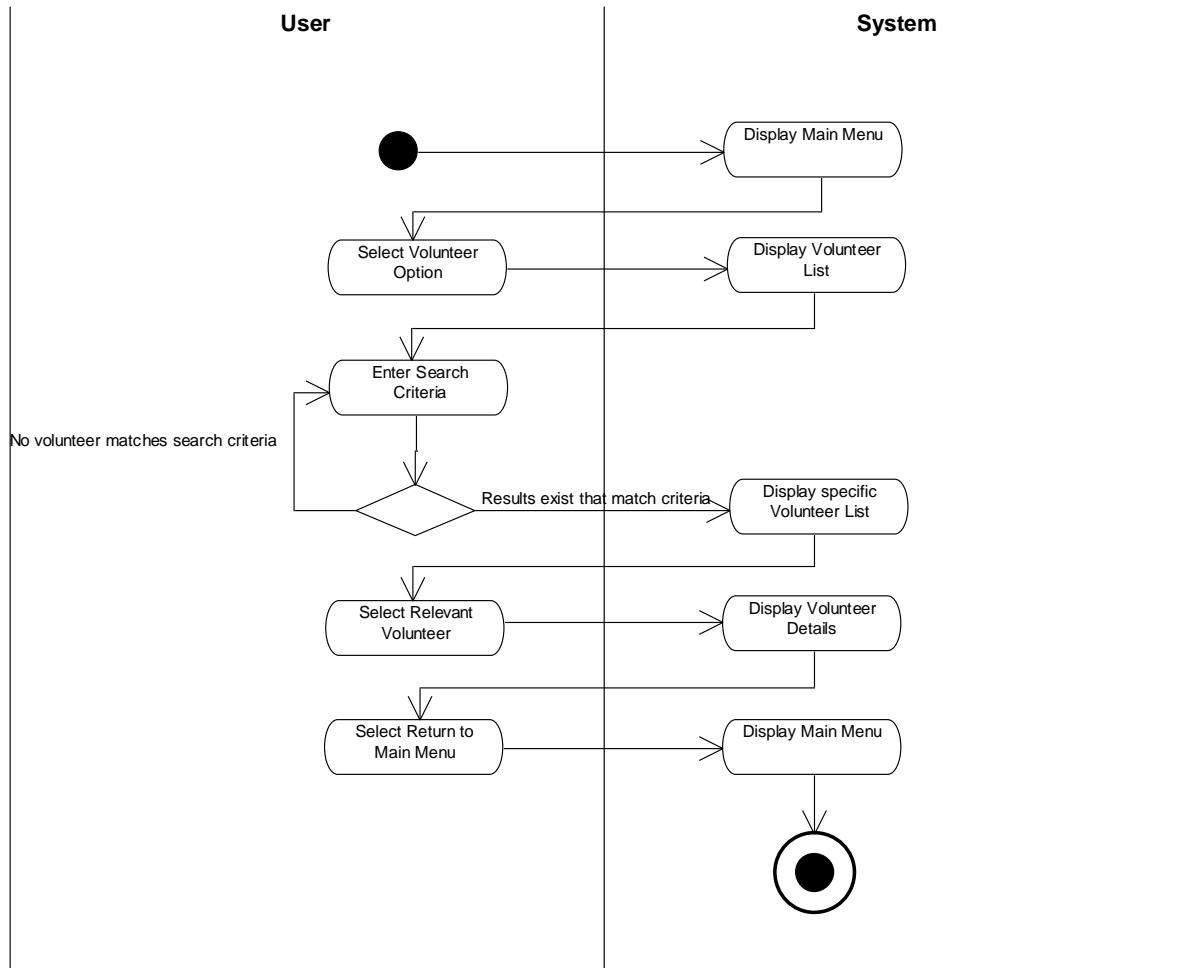 User
System
Display Main Menu
Select Volunteer
Option
Display Volunteer
List
Enter Search
Criteria
No volunteer matches search criteria
Results exist that match criteria
Display specific
Volunteer List
Select Relevant
Volunteer
Display Volunteer
Details
Select Return to
Main Menu
Display Main Menu